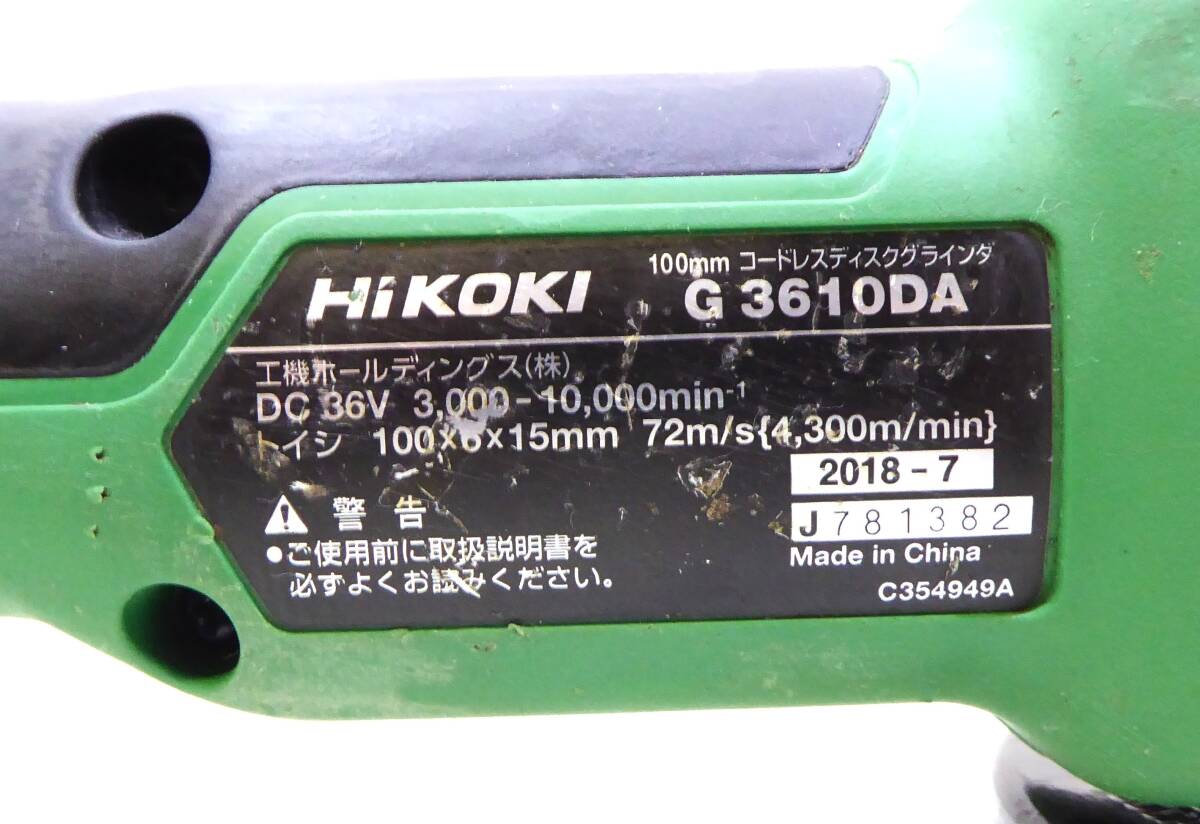 HiKOKI
100mm コードレスディスクグラインダ
G 3610DA
工機ホールディングス(株)
DC 36V 3,000-10,000min⁻¹
トイシ 100×6×15mm 72m/s{4,300m/min}
2018-7
J781382
Made in China
C354949A
警告
●ご使用前に取扱説明書を
必ずよくお読みください。